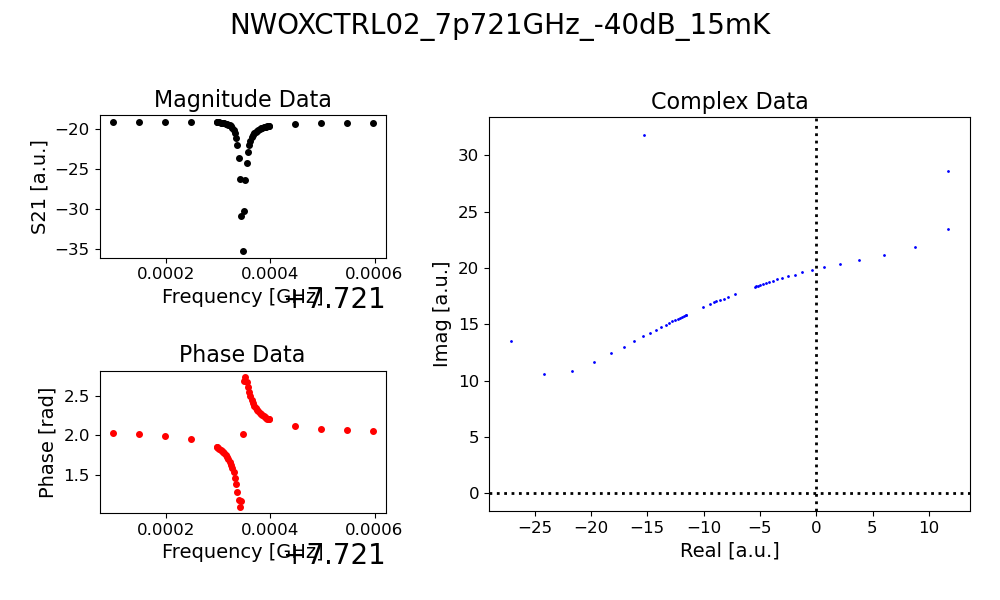 NWOXCTRL02_7p721GHz_-40dB_15mK
Magnitude Data
S21 [a.u.]
−20
−25
−30
−35
0.0002 0.0004 0.0006
Frequency [GHz]
+7.721
Phase Data
Phase [rad]
2.5
2.0
1.5
0.0002 0.0004 0.0006
Frequency [GHz]
+7.721
Complex Data
Imag [a.u.]
30
25
20
15
10
5
0
−25 −20 −15 −10 −5 0 5 10
Real [a.u.]